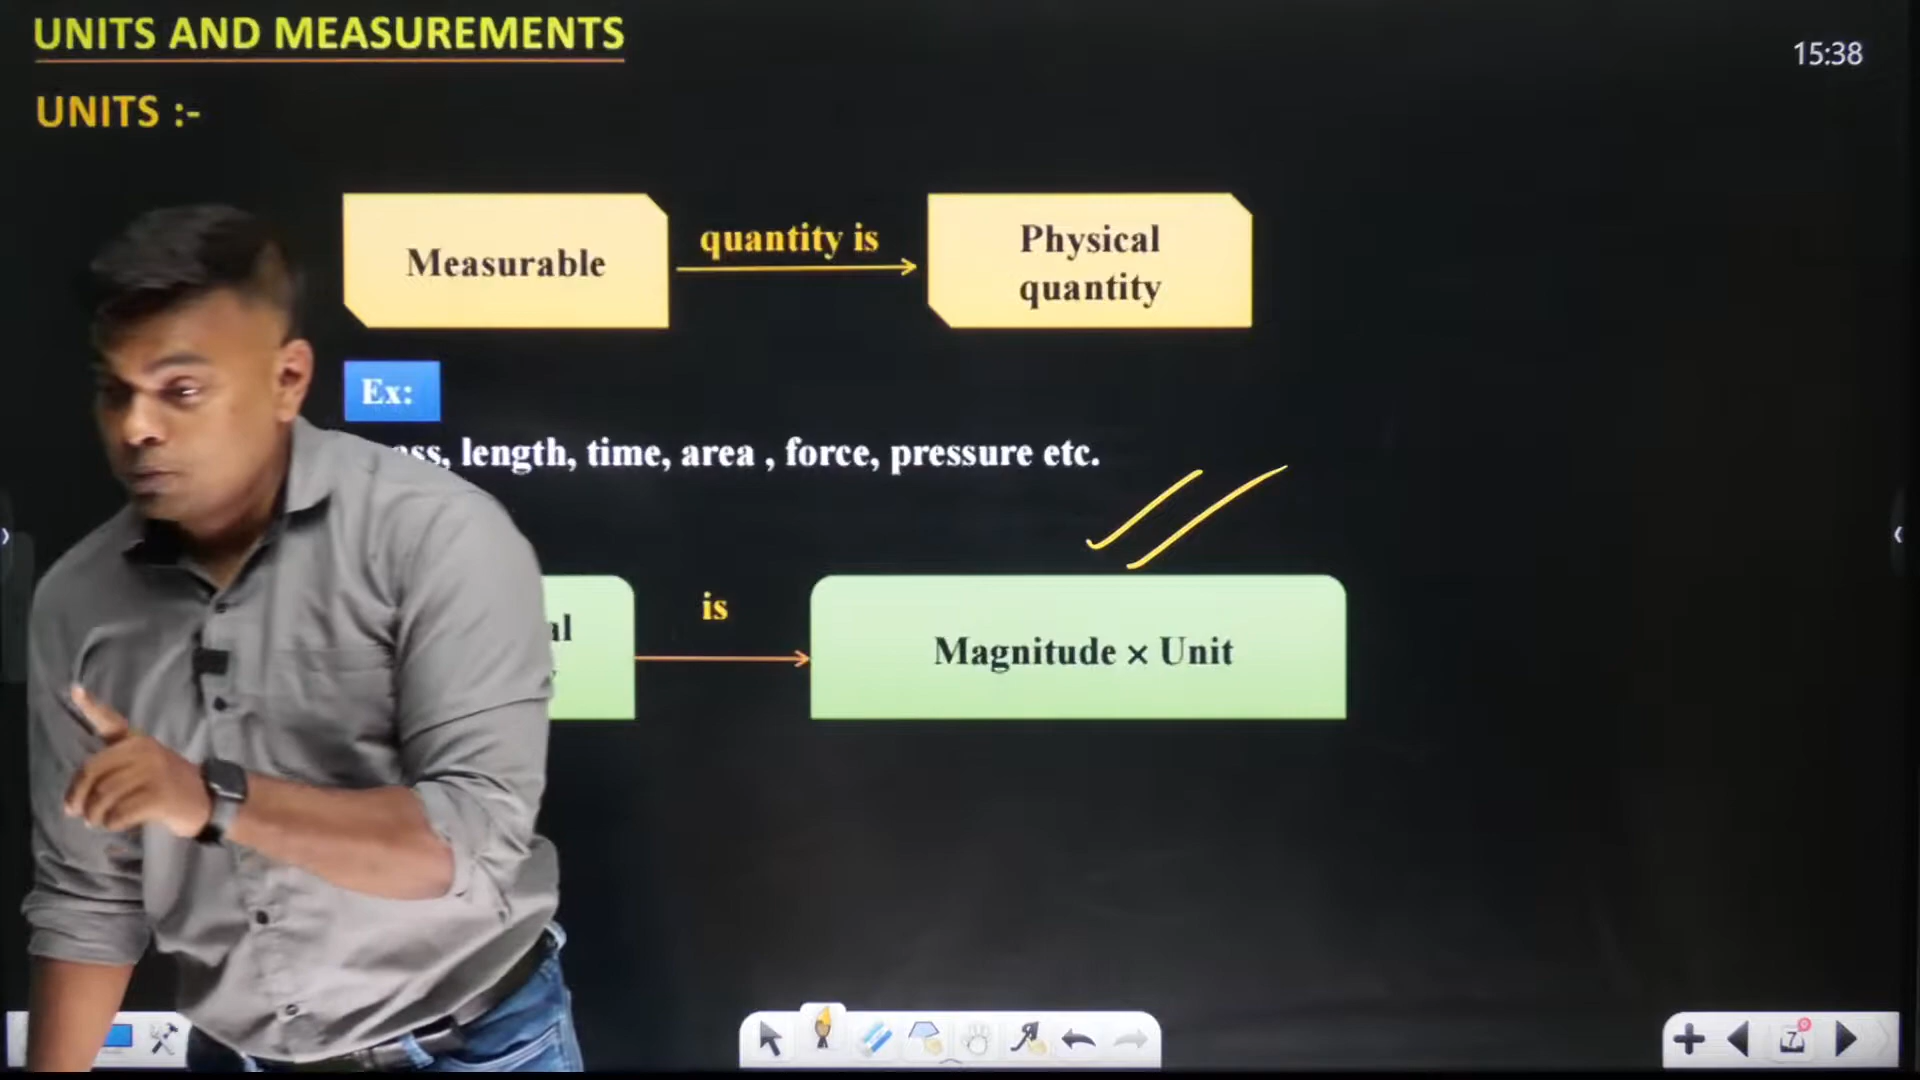 UNITS AND MEASUREMENTS
15:38
UNITS :-
Measurable
quantity is
Physical
quantity
Ex:
length, time, area , force, pressure etc.
is
Magnitude × Unit
7